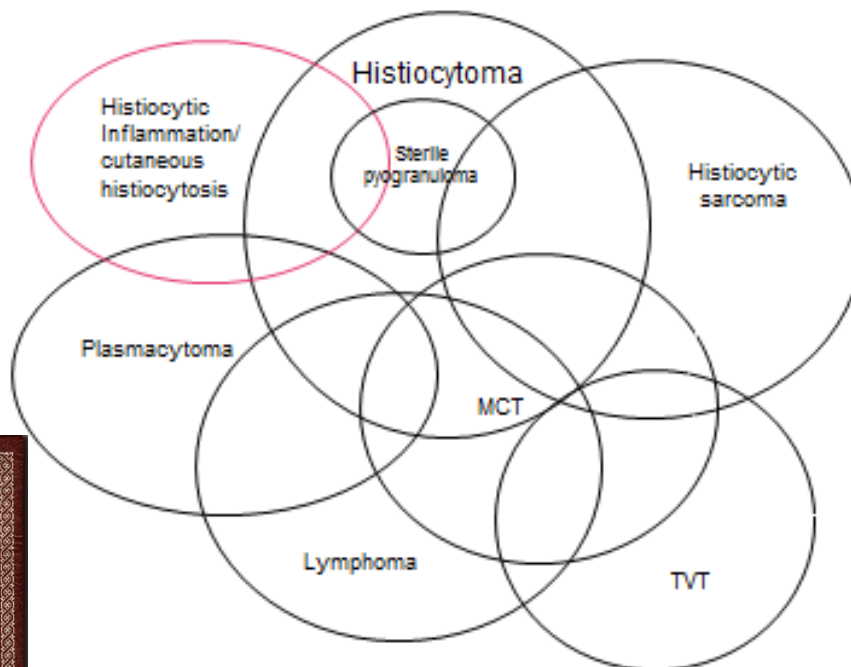 Histiocytoma
Histiocytic
Inflammation/
cutaneous
histiocytosis
Sterile
pyogranuloma
Histiocytic
sarcoma
Plasmacytoma
MCT
Lymphoma
TVT